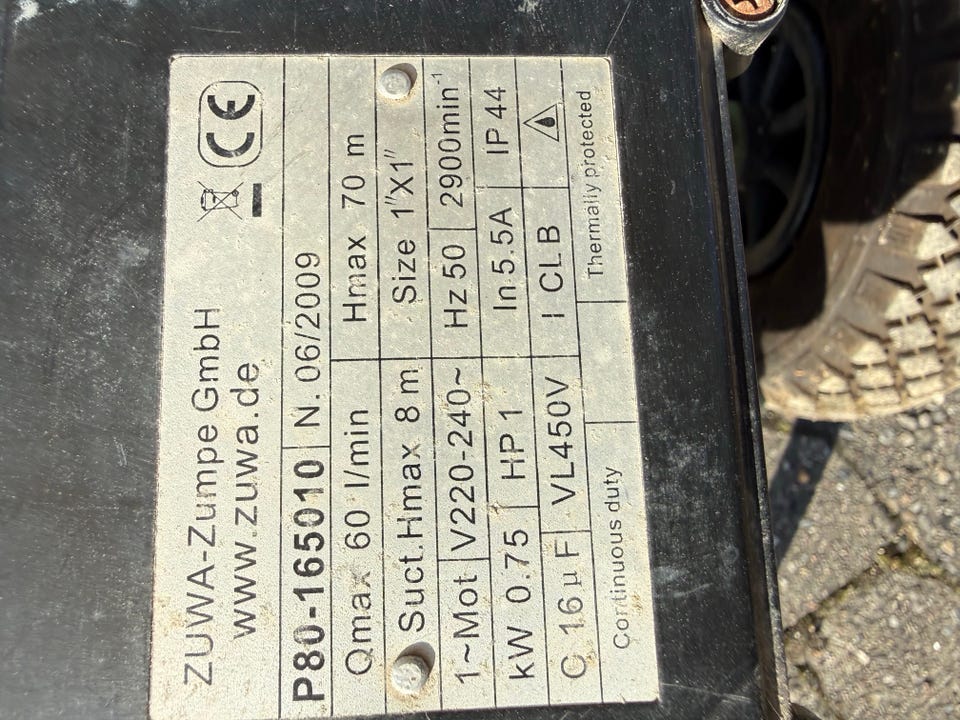 ZUWA-Zumpe GmbH
www.zuwa.de
CE
P80-165010 N. 06/2009
Qmax 60 l/min Hmax 70 m
Suct.Hmax 8 m Size 1"X1"
1~Mot V220-240~ Hz 50 2900min⁻¹
kW 0.75 HP 1 In 5.5A IP 44
C 16 µF VL450V I CL B
Continuous duty Thermally protected